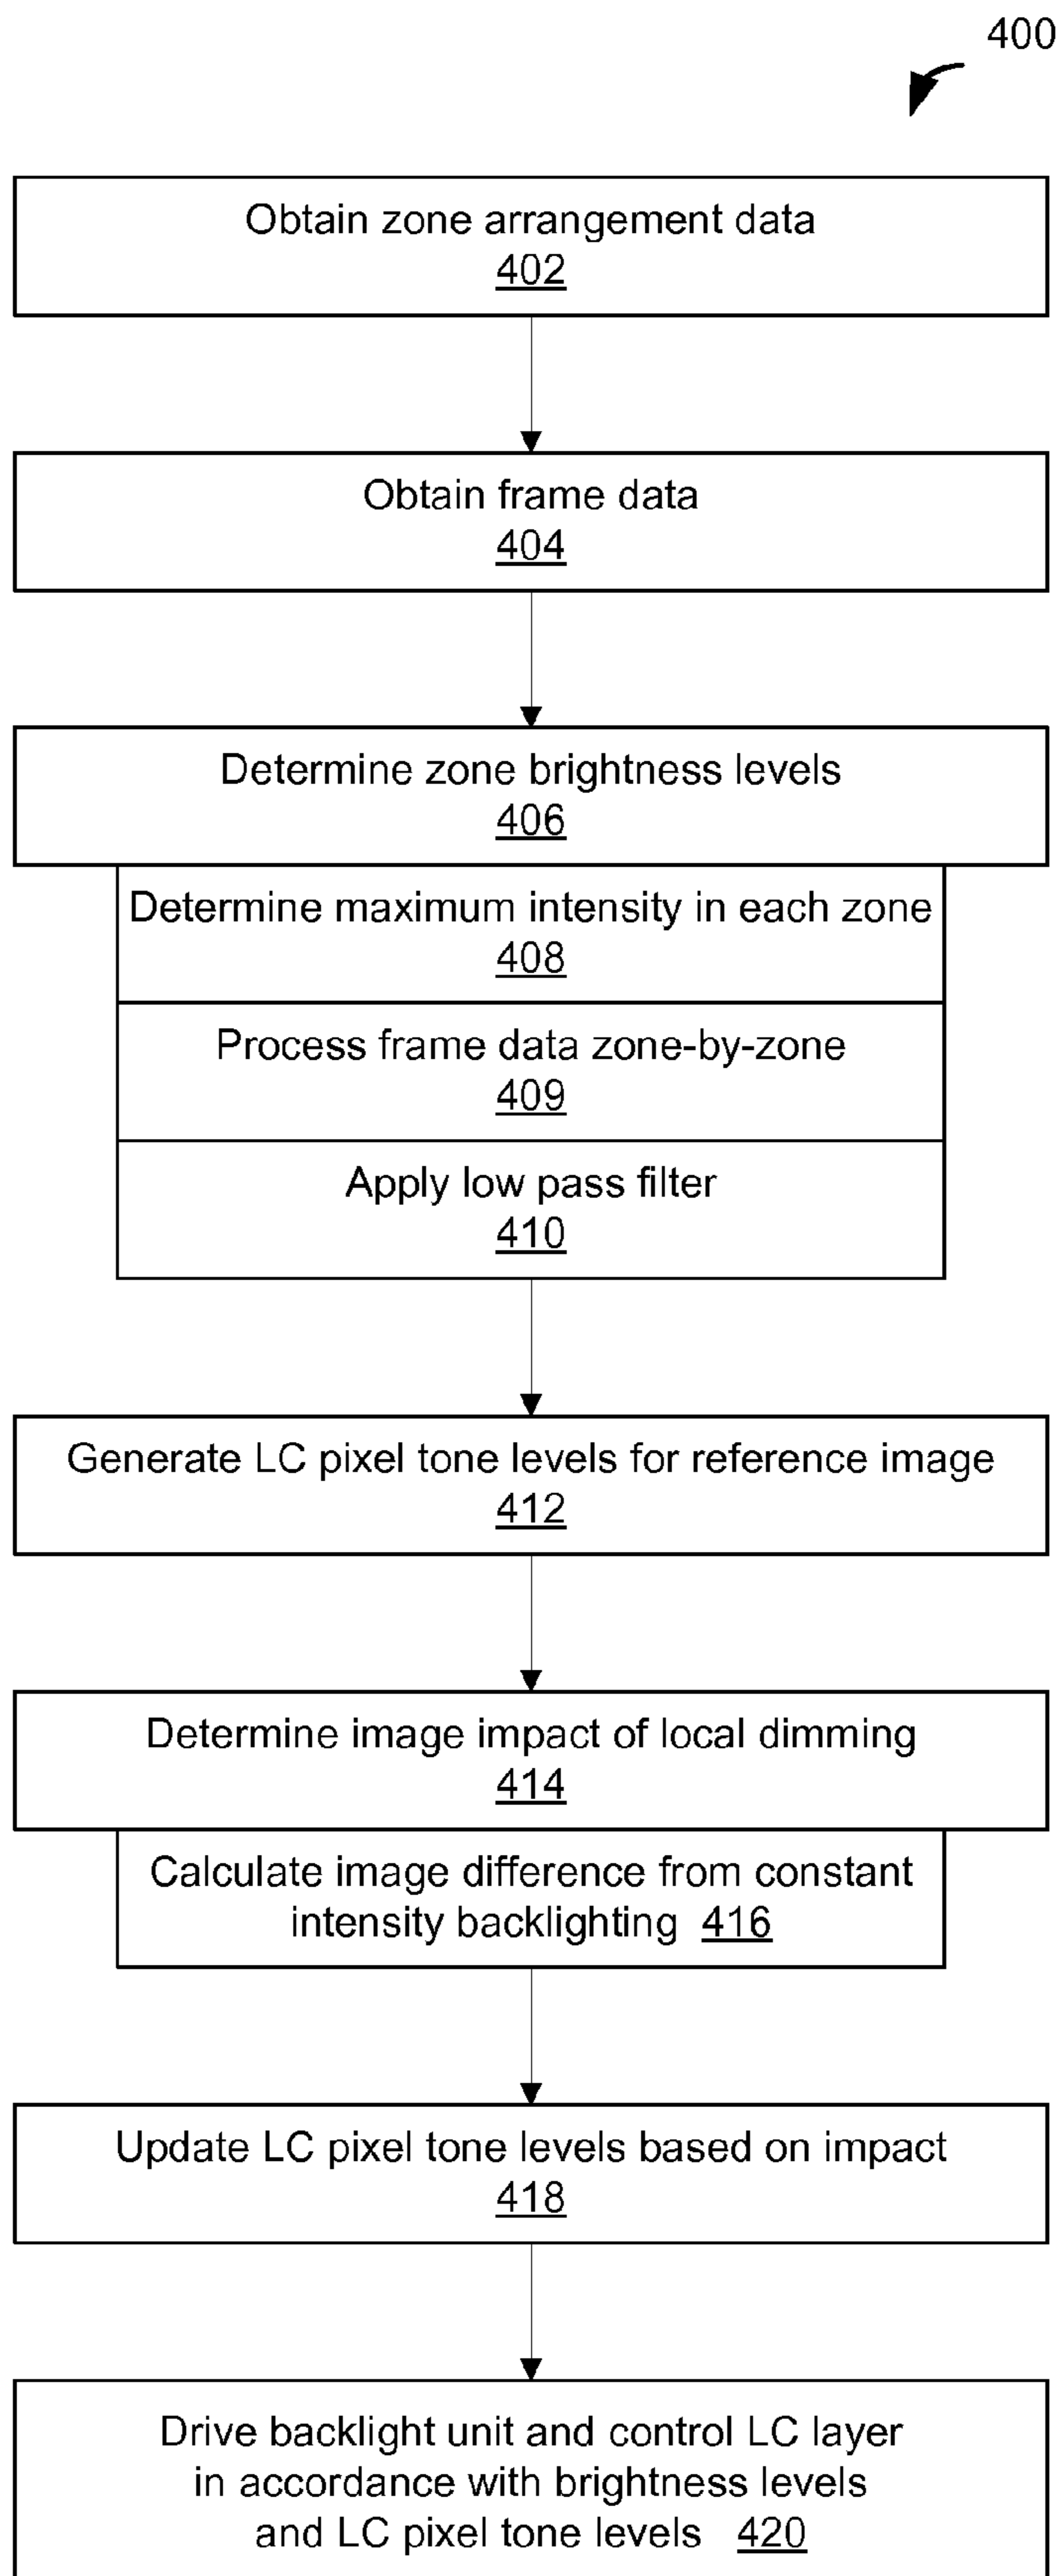 400
Obtain zone arrangement data
402
Obtain frame data
404
Determine zone brightness levels
406
Determine maximum intensity in each zone
408
Process frame data zone-by-zone
409
Apply low pass filter
410
Generate LC pixel tone levels for reference image
412
Determine image impact of local dimming
414
Calculate image difference from constant
intensity backlighting 416
Update LC pixel tone levels based on impact
418
Drive backlight unit and control LC layer
in accordance with brightness levels
and LC pixel tone levels 420